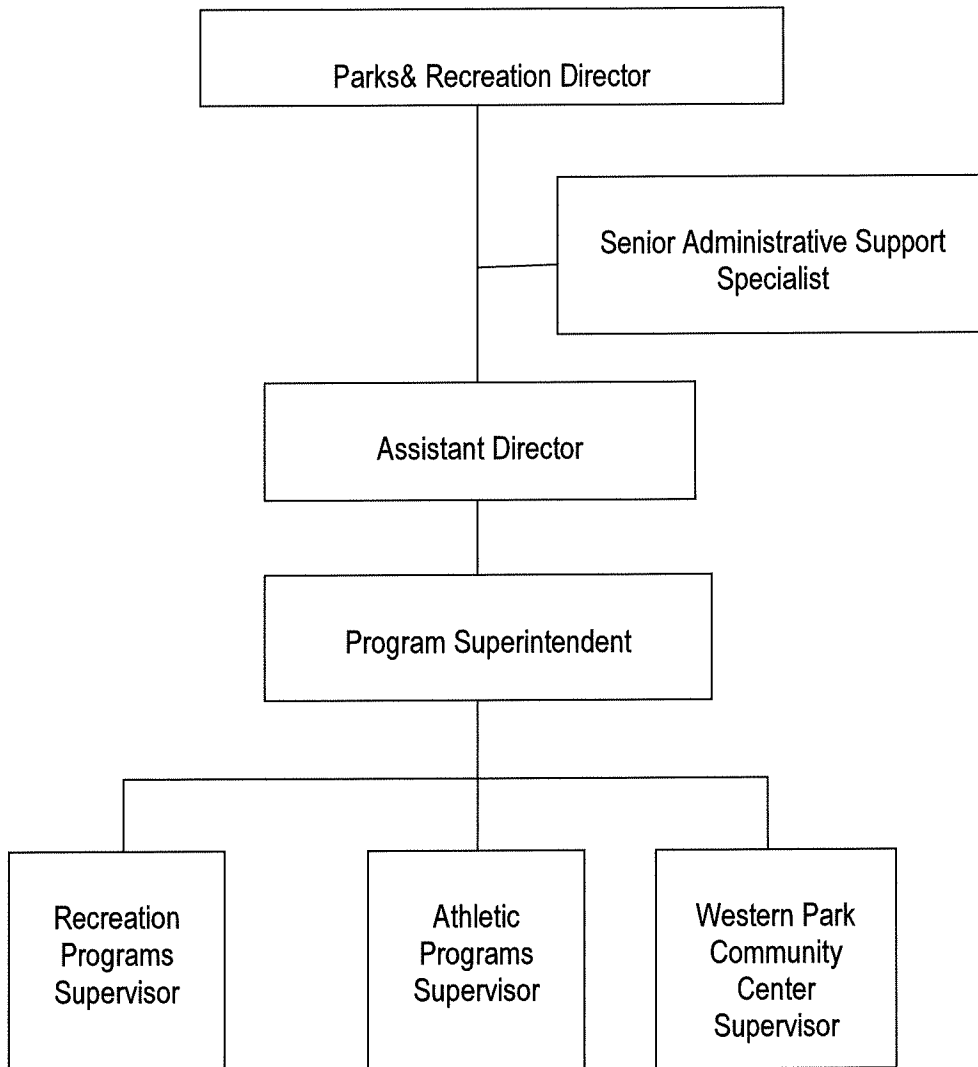 Parks& Recreation Director
Senior Administrative Support
Specialist
Assistant Director
Program Superintendent
Recreation
Programs
Supervisor
Athletic
Programs
Supervisor
Western Park
Community
Center
Supervisor